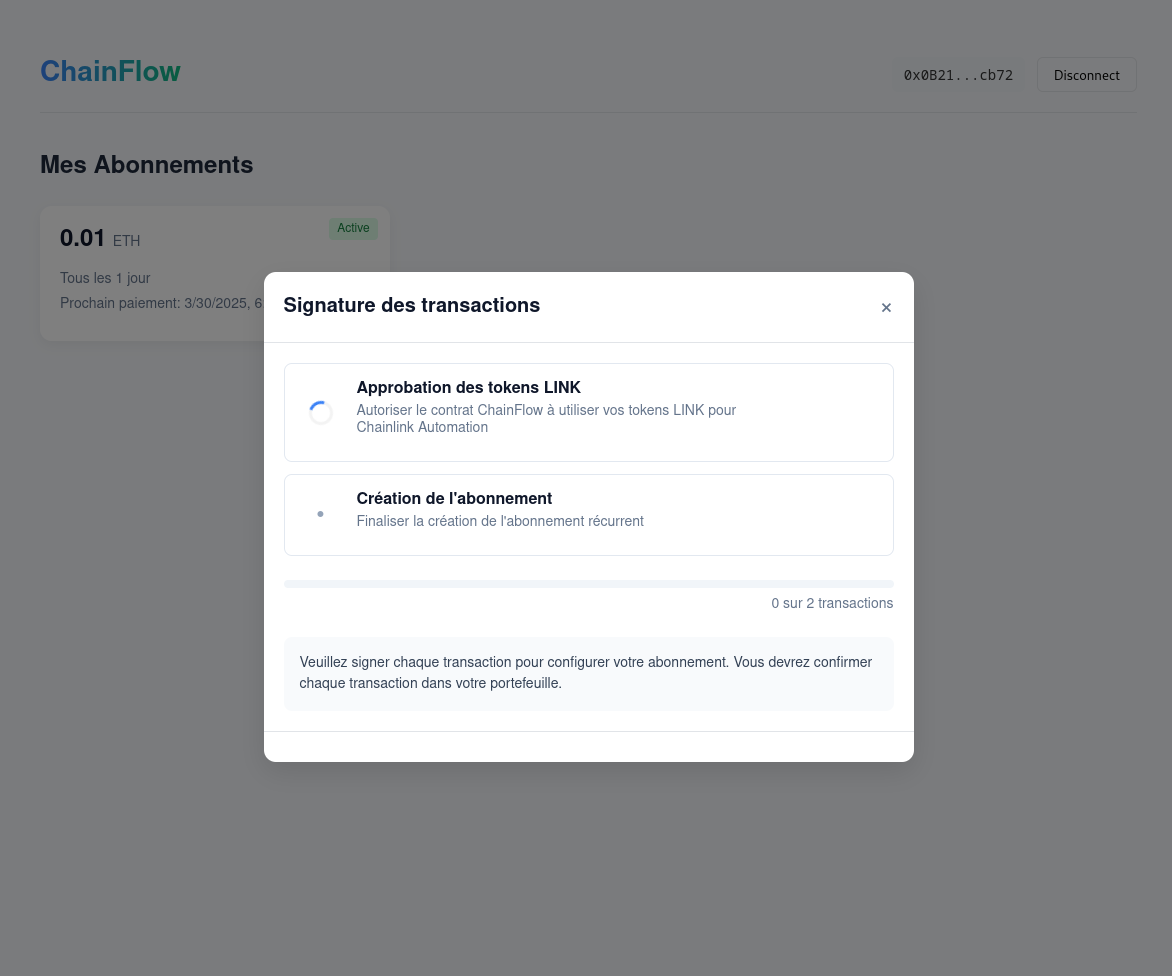 ChainFlow
0x0B21...cb72
Disconnect
Mes Abonnements
0.01 ETH
Active
Tous les 1 jour
Prochain paiement: 3/30/2025, 6
Signature des transactions
×
Approbation des tokens LINK
Autoriser le contrat ChainFlow à utiliser vos tokens LINK pour
Chainlink Automation
Création de l'abonnement
Finaliser la création de l'abonnement récurrent
0 sur 2 transactions
Veuillez signer chaque transaction pour configurer votre abonnement. Vous devrez confirmer
chaque transaction dans votre portefeuille.